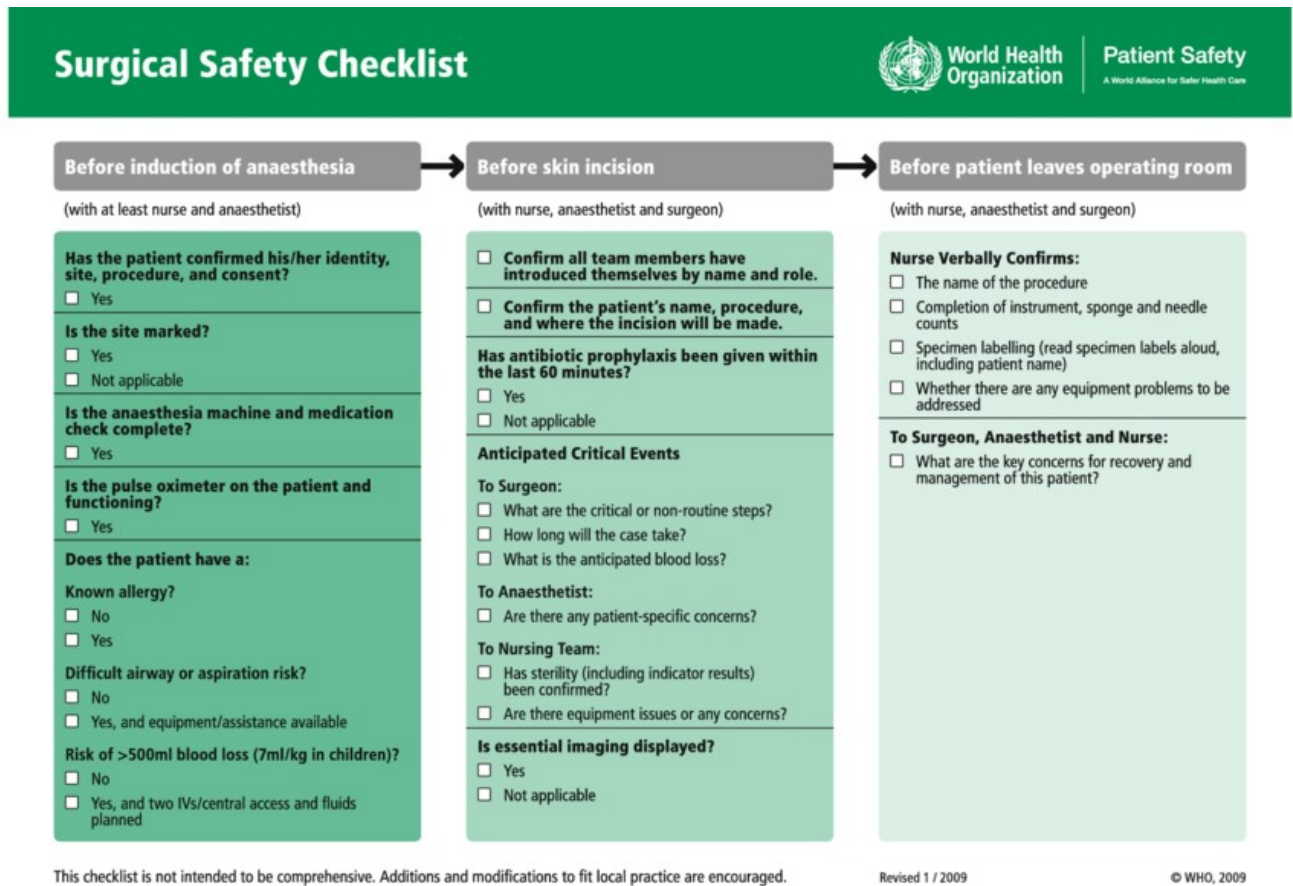 Surgical Safety Checklist
World Health
Organization
Patient Safety
A World Alliance for Safer Health Care
Before induction of anaesthesia
(with at least nurse and anaesthetist)
Has the patient confirmed his/her identity,
site, procedure, and consent?
Yes
Is the site marked?
Yes
Not applicable
Is the anaesthesia machine and medication
check complete?
Yes
Is the pulse oximeter on the patient and
functioning?
Yes
Does the patient have a:
Known allergy?
No
Yes
Difficult airway or aspiration risk?
No
Yes, and equipment/assistance available
Risk of >500ml blood loss (7ml/kg in children)?
No
Yes, and two IVs/central access and fluids
planned
Before skin incision
(with nurse, anaesthetist and surgeon)
Confirm all team members have
introduced themselves by name and role.
Confirm the patient’s name, procedure,
and where the incision will be made.
Has antibiotic prophylaxis been given within
the last 60 minutes?
Yes
Not applicable
Anticipated Critical Events
To Surgeon:
What are the critical or non-routine steps?
How long will the case take?
What is the anticipated blood loss?
To Anaesthetist:
Are there any patient-specific concerns?
To Nursing Team:
Has sterility (including indicator results)
been confirmed?
Are there equipment issues or any concerns?
Is essential imaging displayed?
Yes
Not applicable
Before patient leaves operating room
(with nurse, anaesthetist and surgeon)
Nurse Verbally Confirms:
The name of the procedure
Completion of instrument, sponge and needle
counts
Specimen labelling (read specimen labels aloud,
including patient name)
Whether there are any equipment problems to be
addressed
To Surgeon, Anaesthetist and Nurse:
What are the key concerns for recovery and
management of this patient?
This checklist is not intended to be comprehensive. Additions and modifications to fit local practice are encouraged.
Revised 1 / 2009
© WHO, 2009